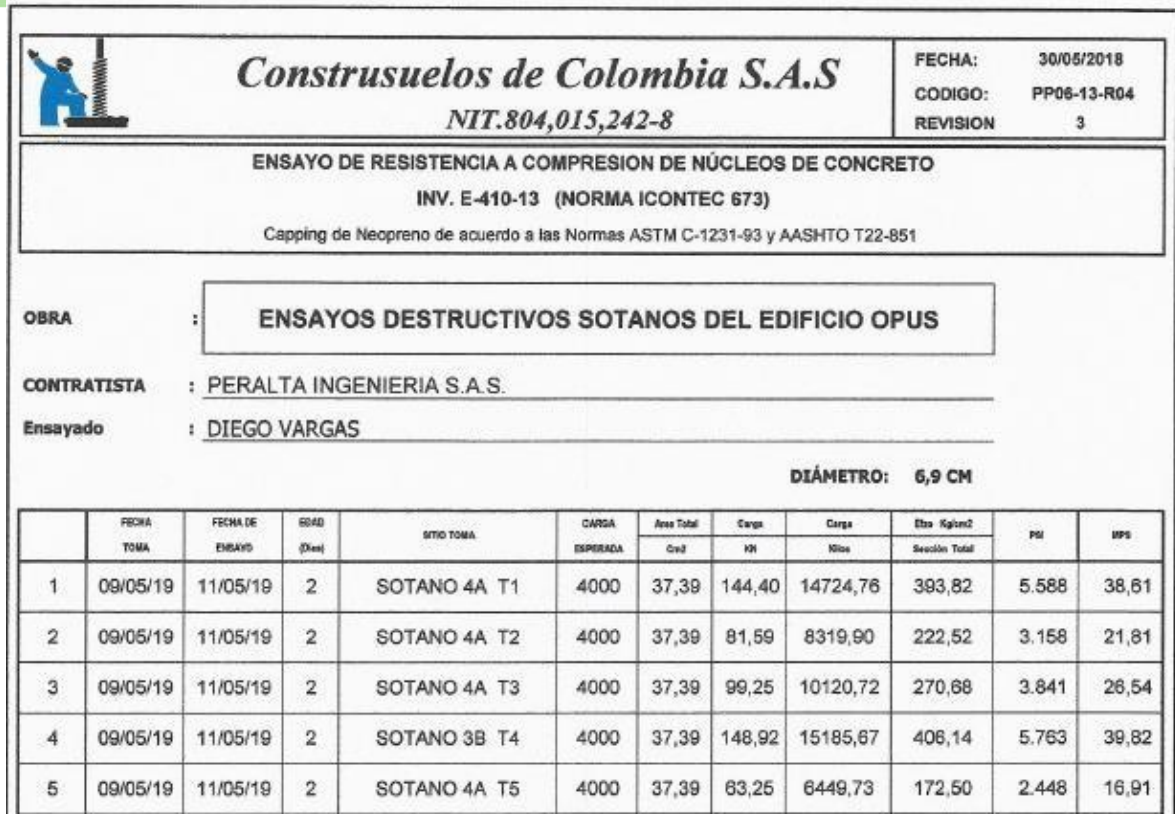 Construsuelos de Colombia S.A.S
NIT.804,015,242-8
FECHA: 30/05/2018
CODIGO: PP06-13-R04
REVISION 3
ENSAYO DE RESISTENCIA A COMPRESION DE NÚCLEOS DE CONCRETO
INV. E-410-13 (NORMA ICONTEC 673)
Capping de Neopreno de acuerdo a las Normas ASTM C-1231-93 y AASHTO T22-851
OBRA : ENSAYOS DESTRUCTIVOS SOTANOS DEL EDIFICIO OPUS
CONTRATISTA : PERALTA INGENIERIA S.A.S.
Ensayado : DIEGO VARGAS
DIÁMETRO: 6,9 CM
FECHA TOMA FECHA DE ENSAYO EDAD (Dias) SITIO TOMA CARGA ESPERADA Area Total Cm2 Carga KN Carga Kilos Kg/cm2 Sección Total PSI
1 09/05/19 11/05/19 2 SOTANO 4A T1 4000 37,39 144,40 14724,76 393,82 5.588 38,61
2 09/05/19 11/05/19 2 SOTANO 4A T2 4000 37,39 81,59 8319,90 222,52 3.158 21,81
3 09/05/19 11/05/19 2 SOTANO 4A T3 4000 37,39 99,25 10120,72 270,68 3.841 26,54
4 09/05/19 11/05/19 2 SOTANO 3B T4 4000 37,39 148,92 15185,67 406,14 5.763 39,82
5 09/05/19 11/05/19 2 SOTANO 4A T5 4000 37,39 63,25 6449,73 172,50 2.448 16,91